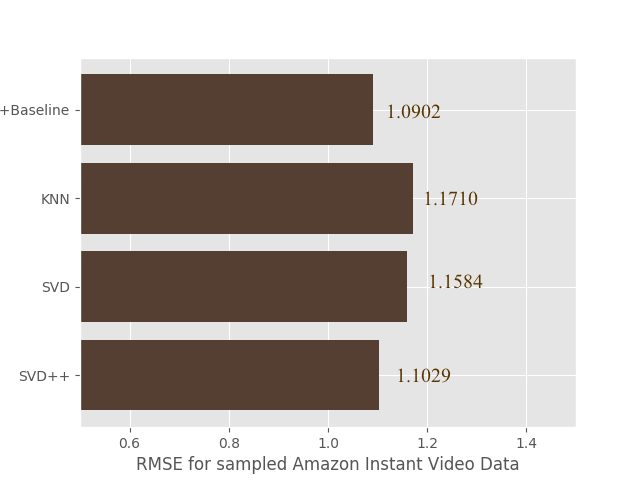 +Baseline
1.0902
KNN
1.1710
SVD
1.1584
SVD++
1.1029
0.6 0.8 1.0 1.2 1.4
RMSE for sampled Amazon Instant Video Data